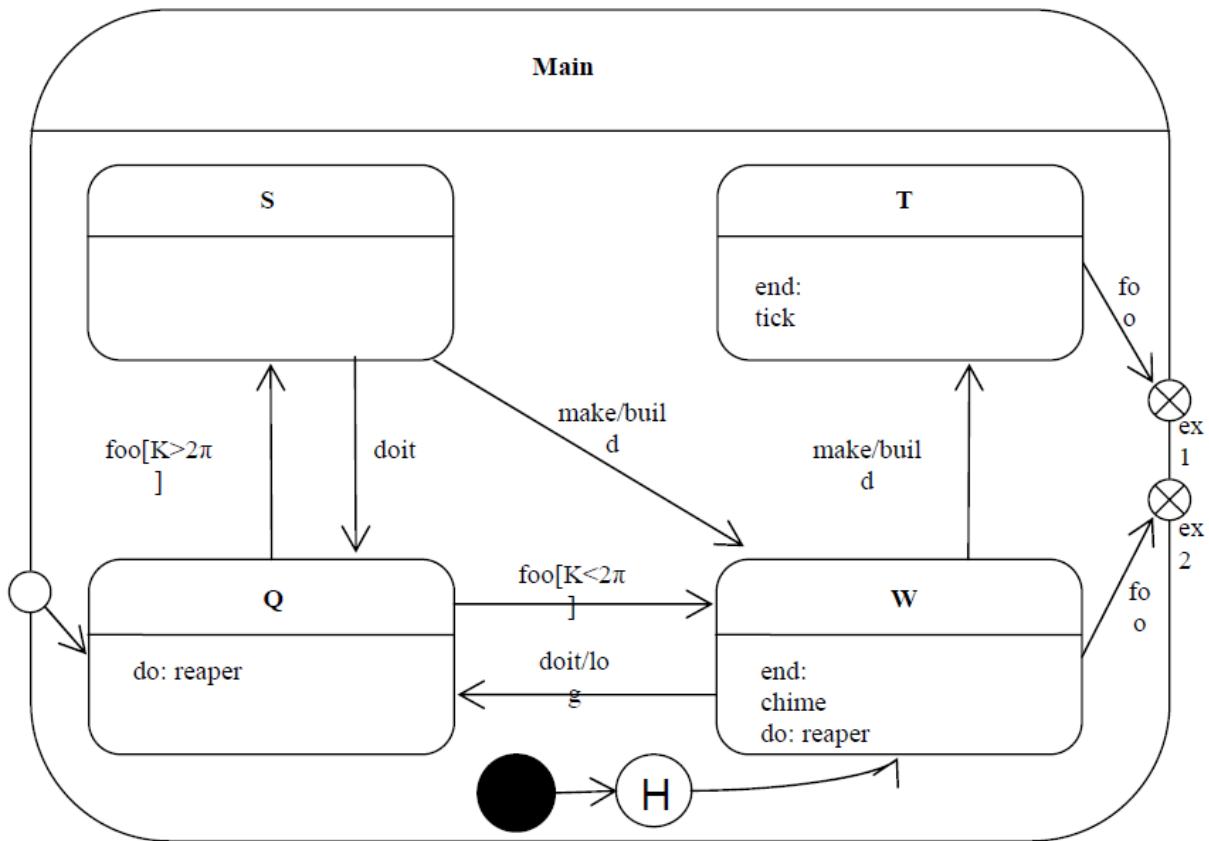 Main
S
T
end:
tick
fo
o
ex
1
make/buil
d
make/buil
d
foo[K>2π
]
doit
ex
2
Q
foo[K<2π
]
W
fo
o
do: reaper
doit/lo
g
end:
chime
do: reaper
H